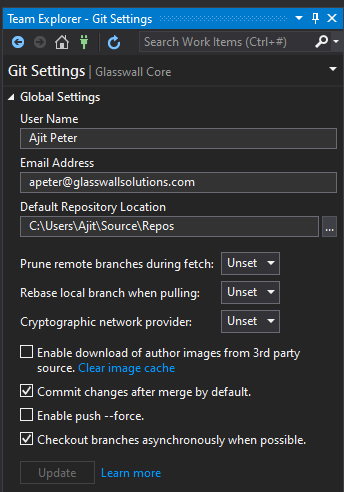 Team Explorer - Git Settings
Search Work Items (Ctrl+#)
Git Settings | Glasswall Core
Global Settings
User Name
Ajit Peter
Email Address
apeter@glasswallsolutions.com
Default Repository Location
C:\Users\Ajit\Source\Repos
...
Prune remote branches during fetch: Unset
Rebase local branch when pulling: Unset
Cryptographic network provider: Unset
Enable download of author images from 3rd party
source. Clear image cache
Commit changes after merge by default.
Enable push --force.
Checkout branches asynchronously when possible.
Update Learn more